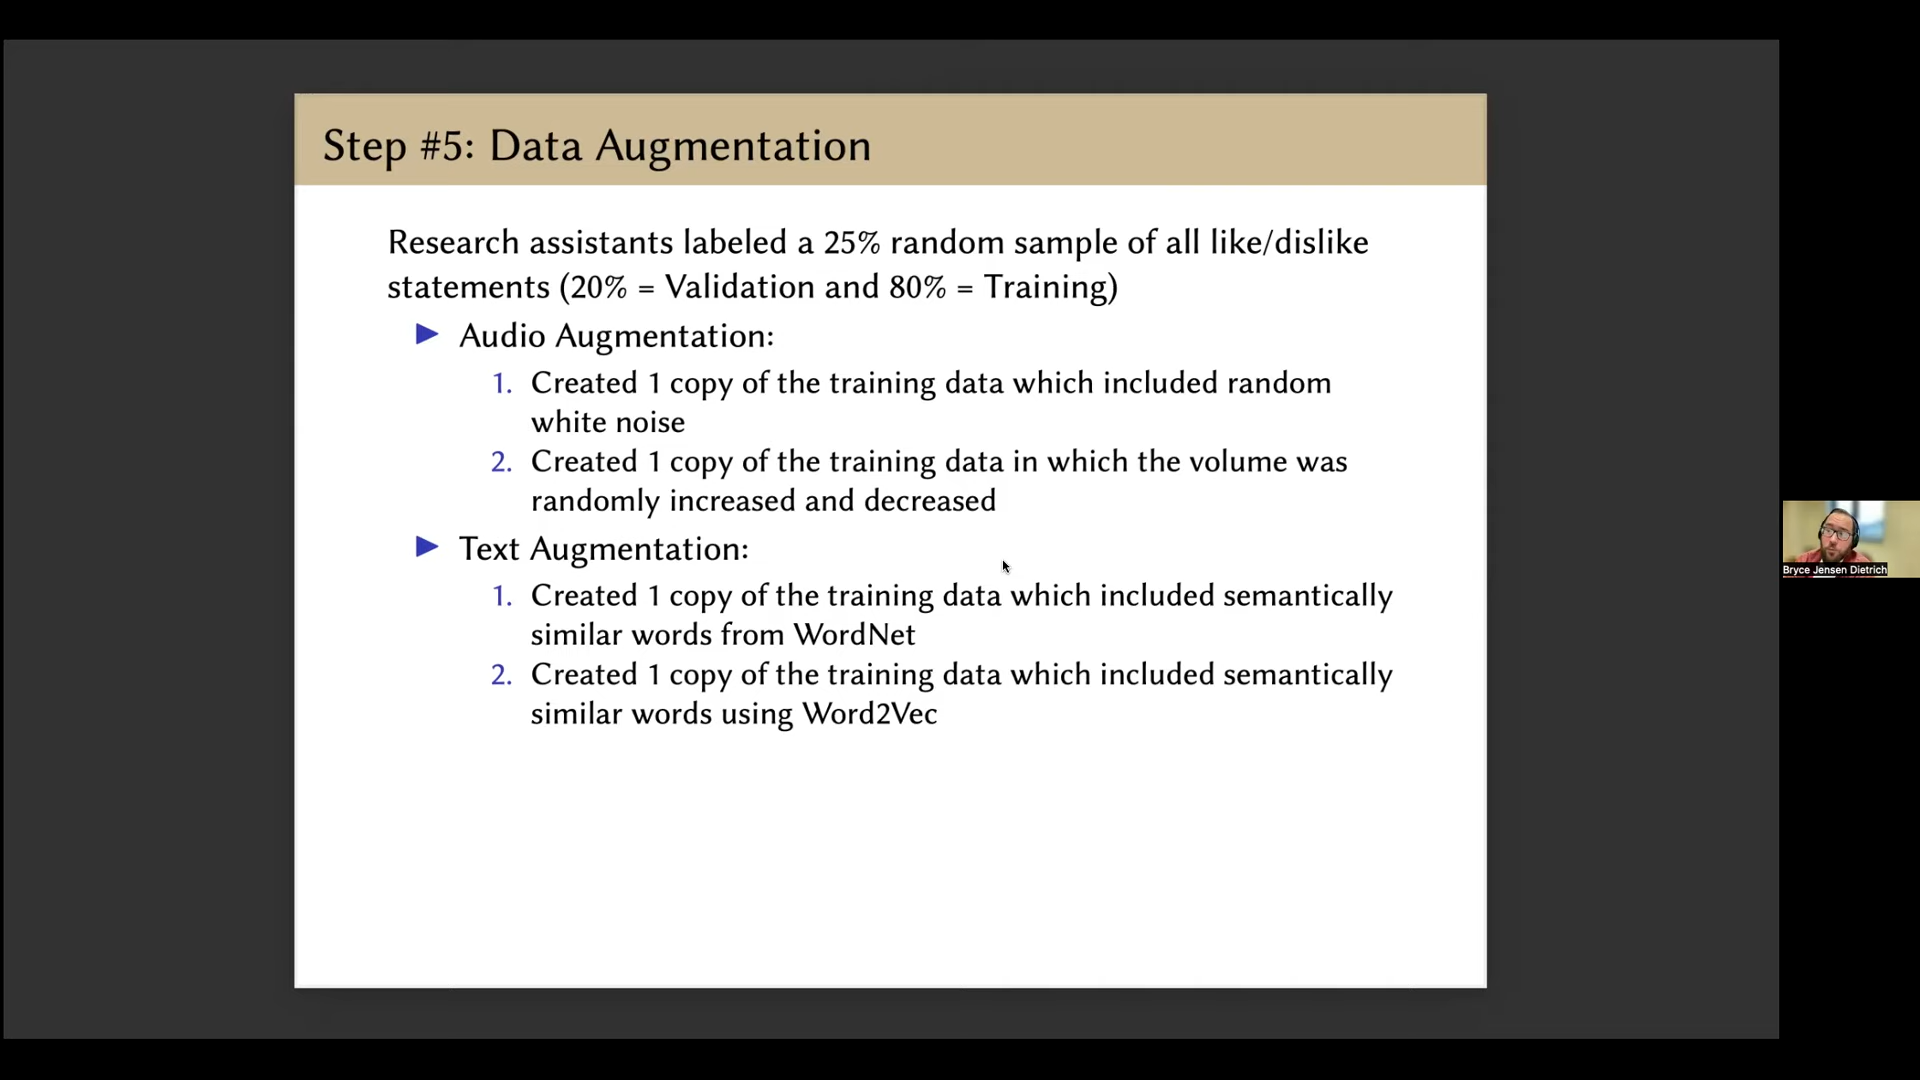 Step #5: Data Augmentation
Research assistants labeled a 25% random sample of all like/dislike
statements (20% = Validation and 80% = Training)
▶ Audio Augmentation:
1. Created 1 copy of the training data which included random
white noise
2. Created 1 copy of the training data in which the volume was
randomly increased and decreased
▶ Text Augmentation:
1. Created 1 copy of the training data which included semantically
similar words from WordNet
2. Created 1 copy of the training data which included semantically
similar words using Word2Vec
Bryce Jensen Dietrich